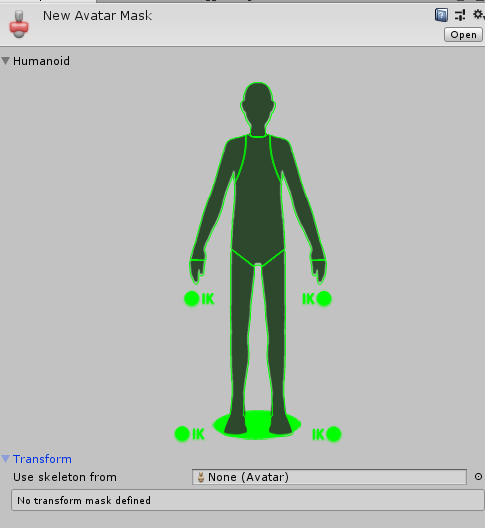 New Avatar Mask
Open
Humanoid
IK IK
IK IK
Transform
Use skeleton from None (Avatar)
No transform mask defined